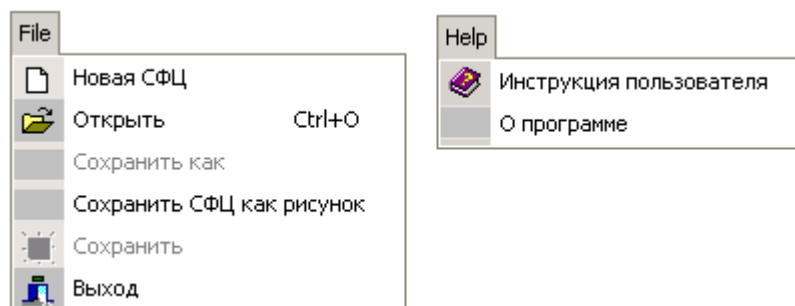 File
Новая СФЦ
Открыть Ctrl+O
Сохранить как
Сохранить СФЦ как рисунок
Сохранить
Выход
Help
Инструкция пользователя
О программе